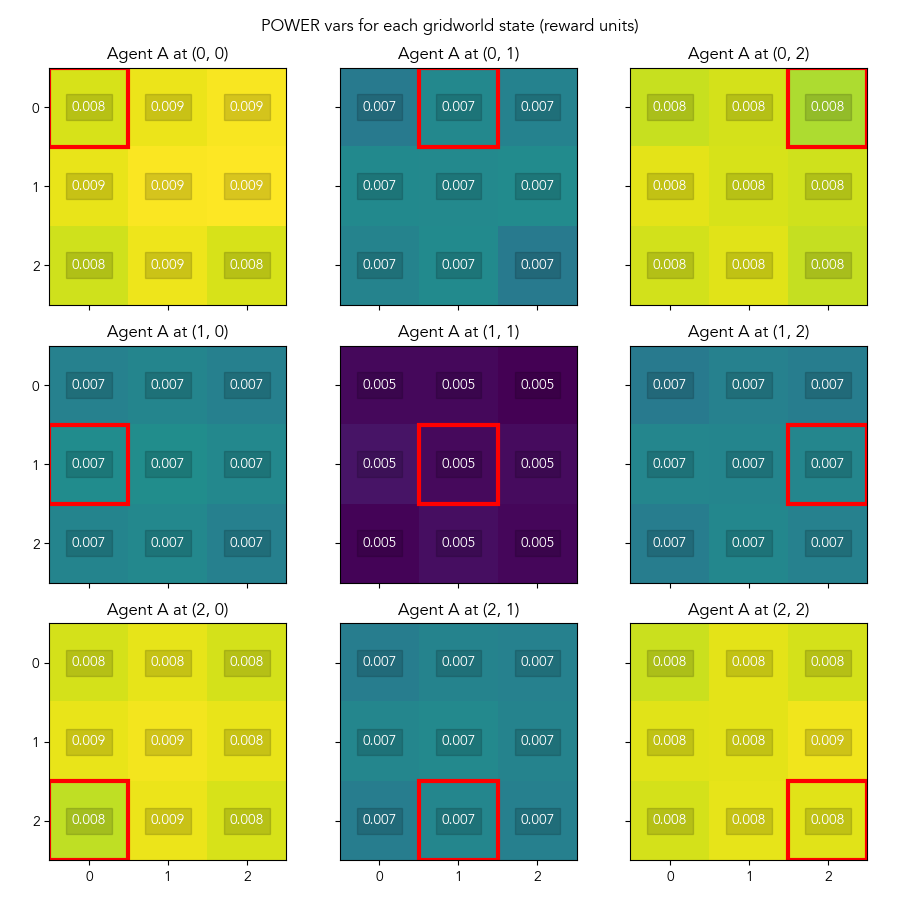 POWER vars for each gridworld state (reward units)
Agent A at (0, 0) Agent A at (0, 1) Agent A at (0, 2)
0 0.008 0.009 0.009 0.007 0.007 0.007 0.008 0.008 0.008
1 0.009 0.009 0.009 0.007 0.007 0.007 0.008 0.008 0.008
2 0.008 0.009 0.008 0.007 0.007 0.007 0.008 0.008 0.008
Agent A at (1, 0) Agent A at (1, 1) Agent A at (1, 2)
0 0.007 0.007 0.007 0.005 0.005 0.005 0.007 0.007 0.007
1 0.007 0.007 0.007 0.005 0.005 0.005 0.007 0.007 0.007
2 0.007 0.007 0.007 0.005 0.005 0.005 0.007 0.007 0.007
Agent A at (2, 0) Agent A at (2, 1) Agent A at (2, 2)
0 0.008 0.008 0.008 0.007 0.007 0.007 0.008 0.008 0.008
1 0.009 0.009 0.008 0.007 0.007 0.007 0.008 0.008 0.009
2 0.008 0.009 0.008 0.007 0.007 0.007 0.008 0.008 0.008
0 1 2 0 1 2 0 1 2